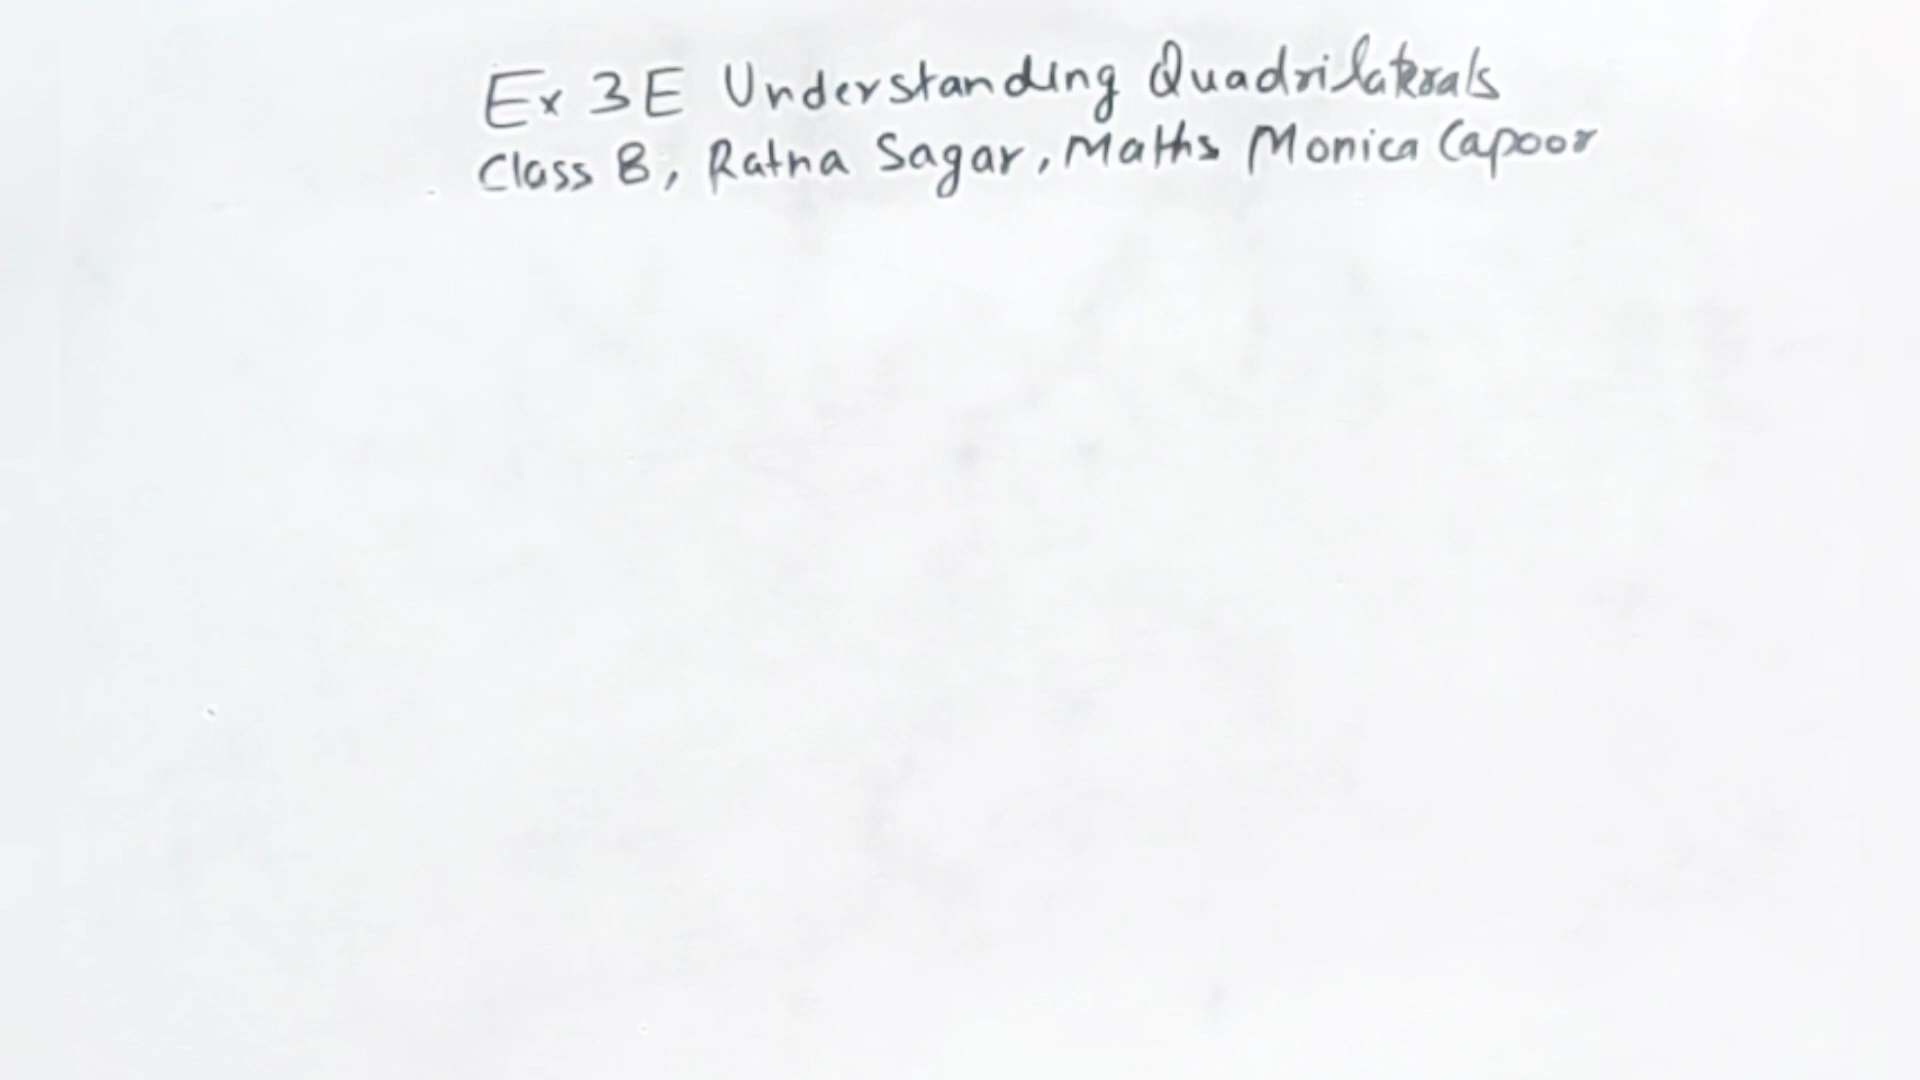 Ex 3E Understanding Quadrilaterals
Class 8, Ratna Sagar, Maths Monica Capoor